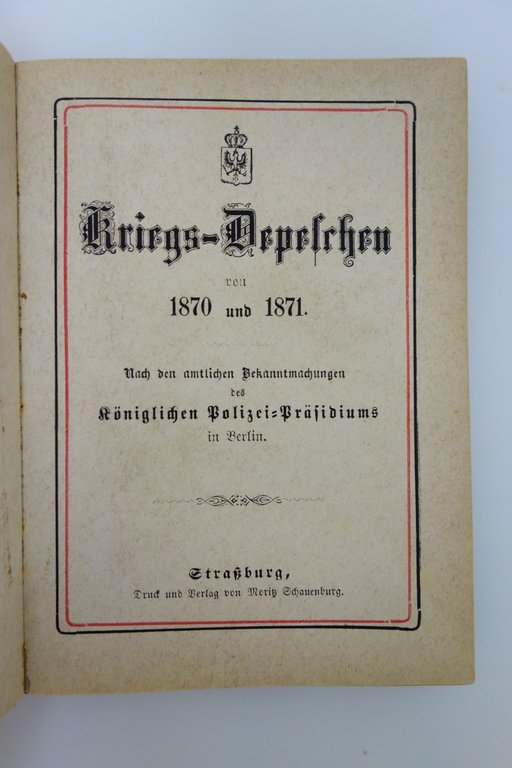 Kriegs-Depeschen
von
1870 und 1871.
Nach den amtlichen Bekanntmachungen
des
Königlichen Polizei-Präsidiums
in Berlin.
Straßburg,
Druck und Verlag von Moritz Schauenburg.